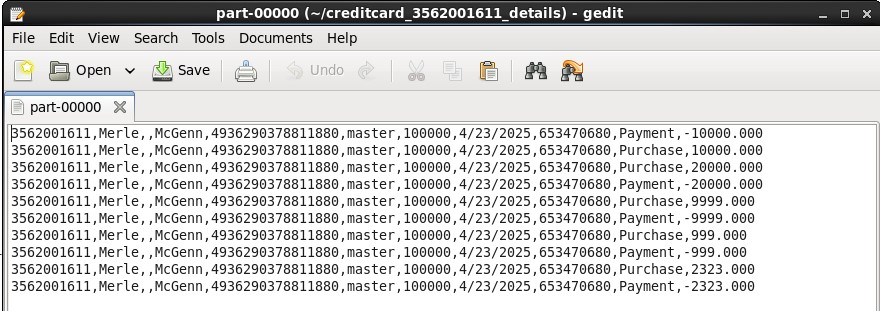 part-00000 (~/creditcard_3562001611_details) - gedit
File Edit View Search Tools Documents Help
Open Save Undo
part-00000
3562001611,Merle,,McGenn,4936290378811880,master,100000,4/23/2025,653470680,Payment,-10000.000
3562001611,Merle,,McGenn,4936290378811880,master,100000,4/23/2025,653470680,Purchase,10000.000
3562001611,Merle,,McGenn,4936290378811880,master,100000,4/23/2025,653470680,Purchase,20000.000
3562001611,Merle,,McGenn,4936290378811880,master,100000,4/23/2025,653470680,Payment,-20000.000
3562001611,Merle,,McGenn,4936290378811880,master,100000,4/23/2025,653470680,Purchase,9999.000
3562001611,Merle,,McGenn,4936290378811880,master,100000,4/23/2025,653470680,Payment,-9999.000
3562001611,Merle,,McGenn,4936290378811880,master,100000,4/23/2025,653470680,Purchase,999.000
3562001611,Merle,,McGenn,4936290378811880,master,100000,4/23/2025,653470680,Payment,-999.000
3562001611,Merle,,McGenn,4936290378811880,master,100000,4/23/2025,653470680,Purchase,2323.000
3562001611,Merle,,McGenn,4936290378811880,master,100000,4/23/2025,653470680,Payment,-2323.000